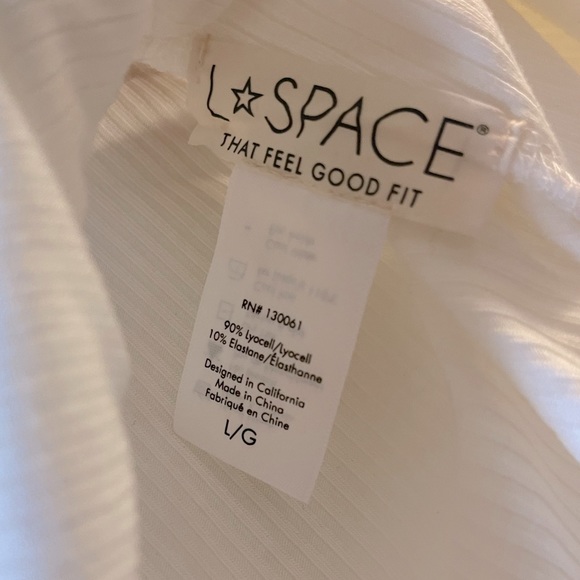 L☆SPACE®
THAT FEEL GOOD FIT
RN# 130061
90% Lyocell/Lyocell
10% Elastane/Élasthanne
Designed in California
Made in China
Fabriqué en Chine
L/G